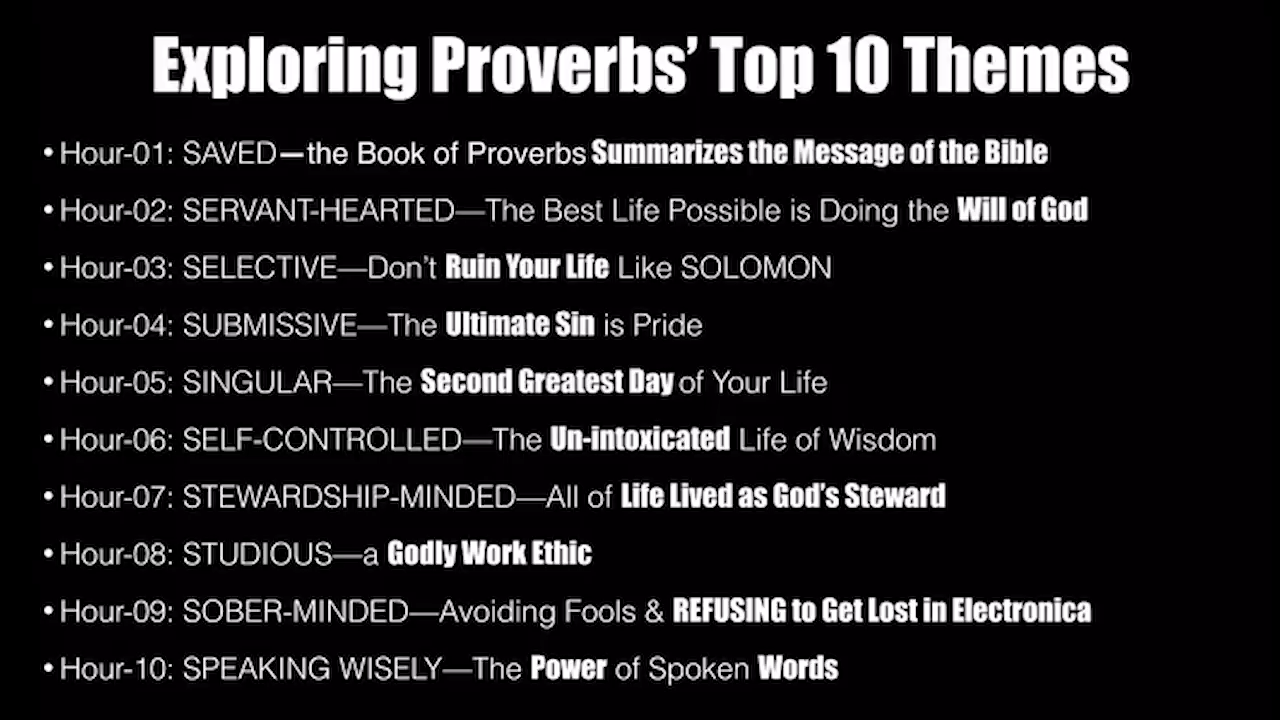 Exploring Proverbs’ Top 10 Themes
• Hour-01: SAVED—the Book of Proverbs Summarizes the Message of the Bible
• Hour-02: SERVANT-HEARTED—The Best Life Possible is Doing the Will of God
• Hour-03: SELECTIVE—Don’t Ruin Your Life Like SOLOMON
• Hour-04: SUBMISSIVE—The Ultimate Sin is Pride
• Hour-05: SINGULAR—The Second Greatest Day of Your Life
• Hour-06: SELF-CONTROLLED—The Un-intoxicated Life of Wisdom
• Hour-07: STEWARDSHIP-MINDED—All of Life Lived as God’s Steward
• Hour-08: STUDIOUS—a Godly Work Ethic
• Hour-09: SOBER-MINDED—Avoiding Fools & REFUSING to Get Lost in Electronica
• Hour-10: SPEAKING WISELY—The Power of Spoken Words